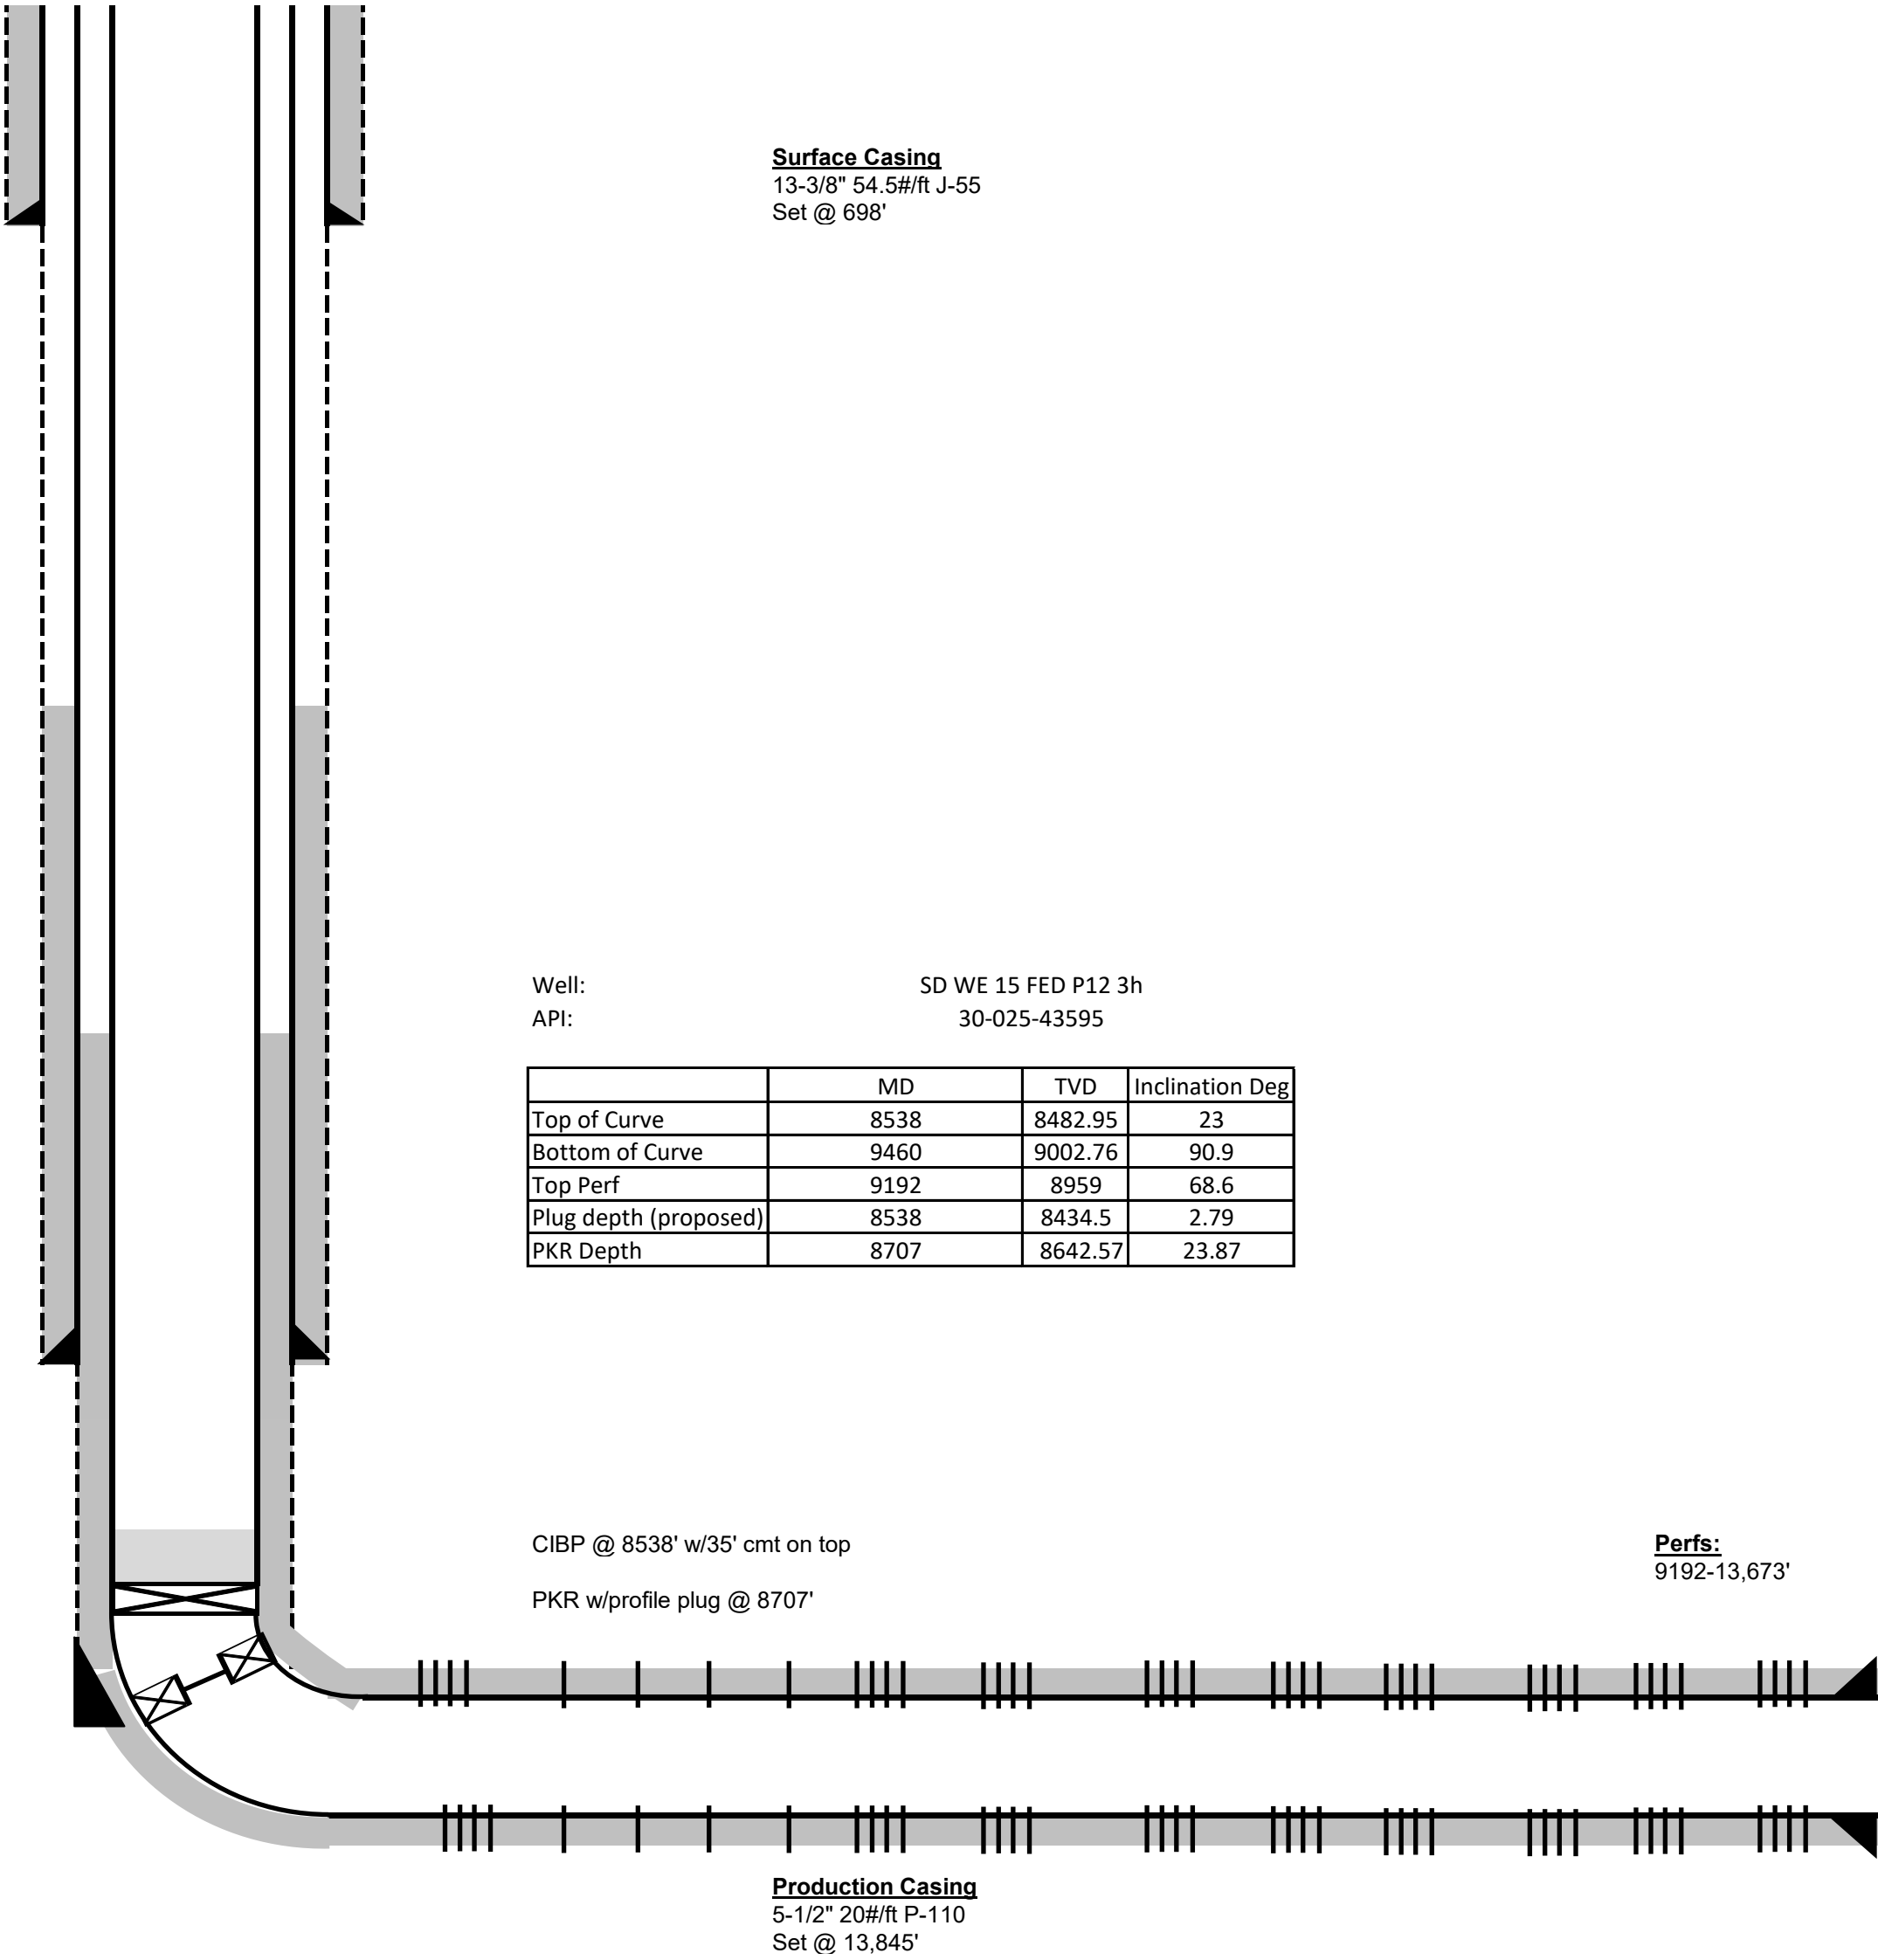 Surface Casing
13-3/8" 54.5#/ft J-55
Set @ 698'
Well: SD WE 15 FED P12 3h
API: 30-025-43595
MD TVD Inclination Deg
Top of Curve 8538 8482.95 23
Bottom of Curve 9460 9002.76 90.9
Top Perf 9192 8959 68.6
Plug depth (proposed) 8538 8434.5 2.79
PKR Depth 8707 8642.57 23.87
CIBP @ 8538' w/35' cmt on top
PKR w/profile plug @ 8707'
Perfs:
9192-13,673'
Production Casing
5-1/2" 20#/ft P-110
Set @ 13,845'